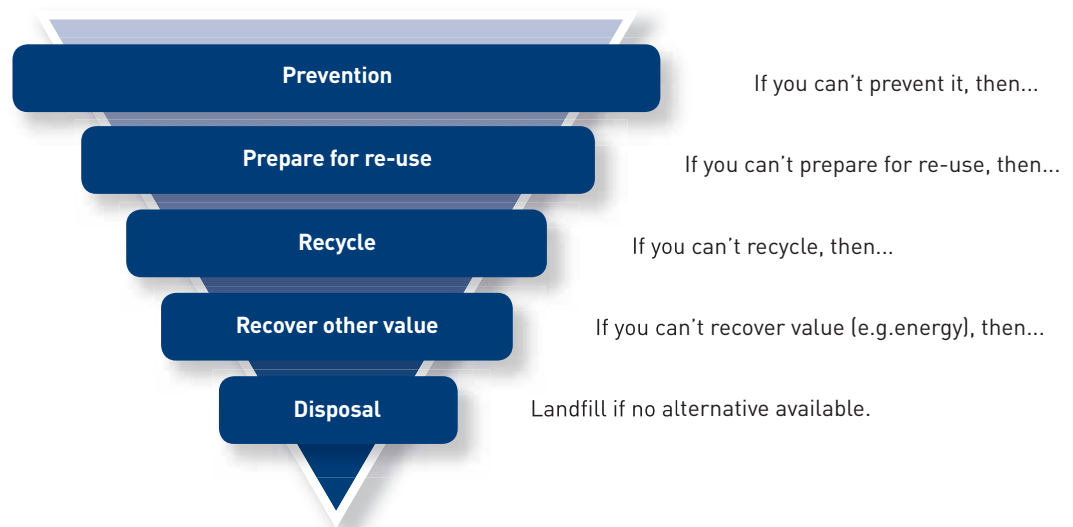 Prevention
If you can’t prevent it, then...
Prepare for re-use
If you can’t prepare for re-use, then...
Recycle
If you can’t recycle, then...
Recover other value
If you can’t recover value (e.g.energy), then...
Disposal
Landfill if no alternative available.